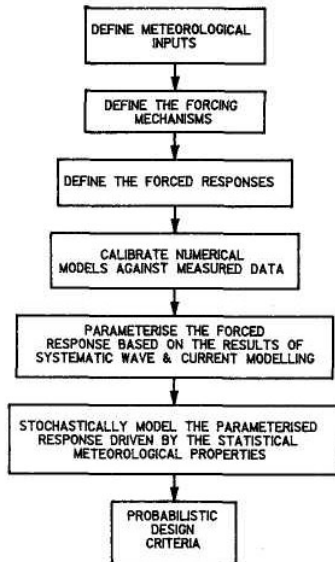 DEFINE METEOROLOGICAL
INPUTS
DEFINE THE FORCING
MECHANISMS
DEFINE THE FORCED RESPONSES
CALIBRATE NUMERICAL
MODELS AGAINST MEASURED DATA
PARAMETERISE THE FORCED
RESPONSE BASED ON THE RESULTS OF
SYSTEMATIC WAVE & CURRENT MODELLING
STOCHASTICALLY MODEL THE PARAMETERISED
RESPONSE DRIVEN BY THE STATISTICAL
METEOROLOGICAL PROPERTIES
PROBABILISTIC
DESIGN
CRITERIA